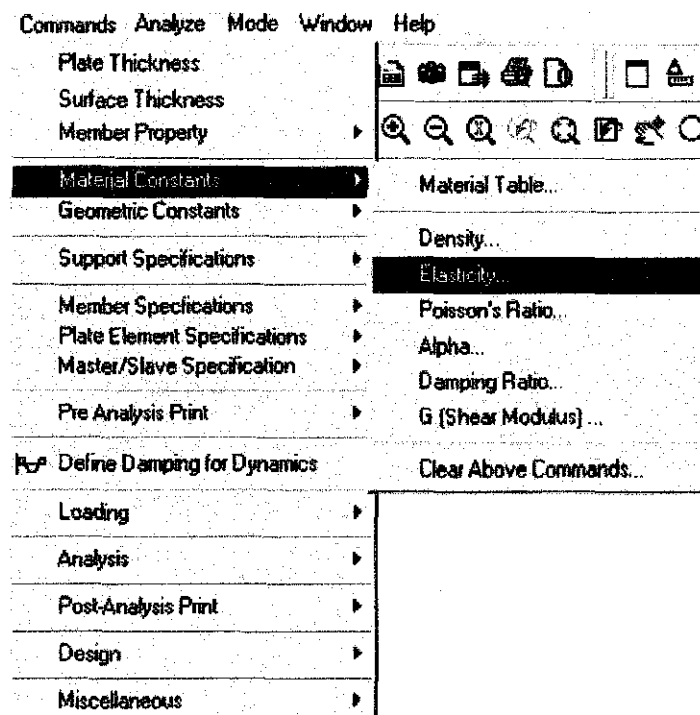 Commands Analyze Mode Window Help
Plate Thickness
Surface Thickness
Member Property
Material Constants
Geometric Constants
Support Specifications
Member Specfications
Plate Element Specifications
Master/Slave Specification
Pre Analysis Print
Define Damping for Dynamics
Loading
Analysis
Post-Analysis Print
Design
Miscellaneous
Material Table...
Density...
Elasticity...
Poisson's Ratio...
Alpha...
Damping Ratio...
G (Shear Modulus) ...
Clear Above Commands...